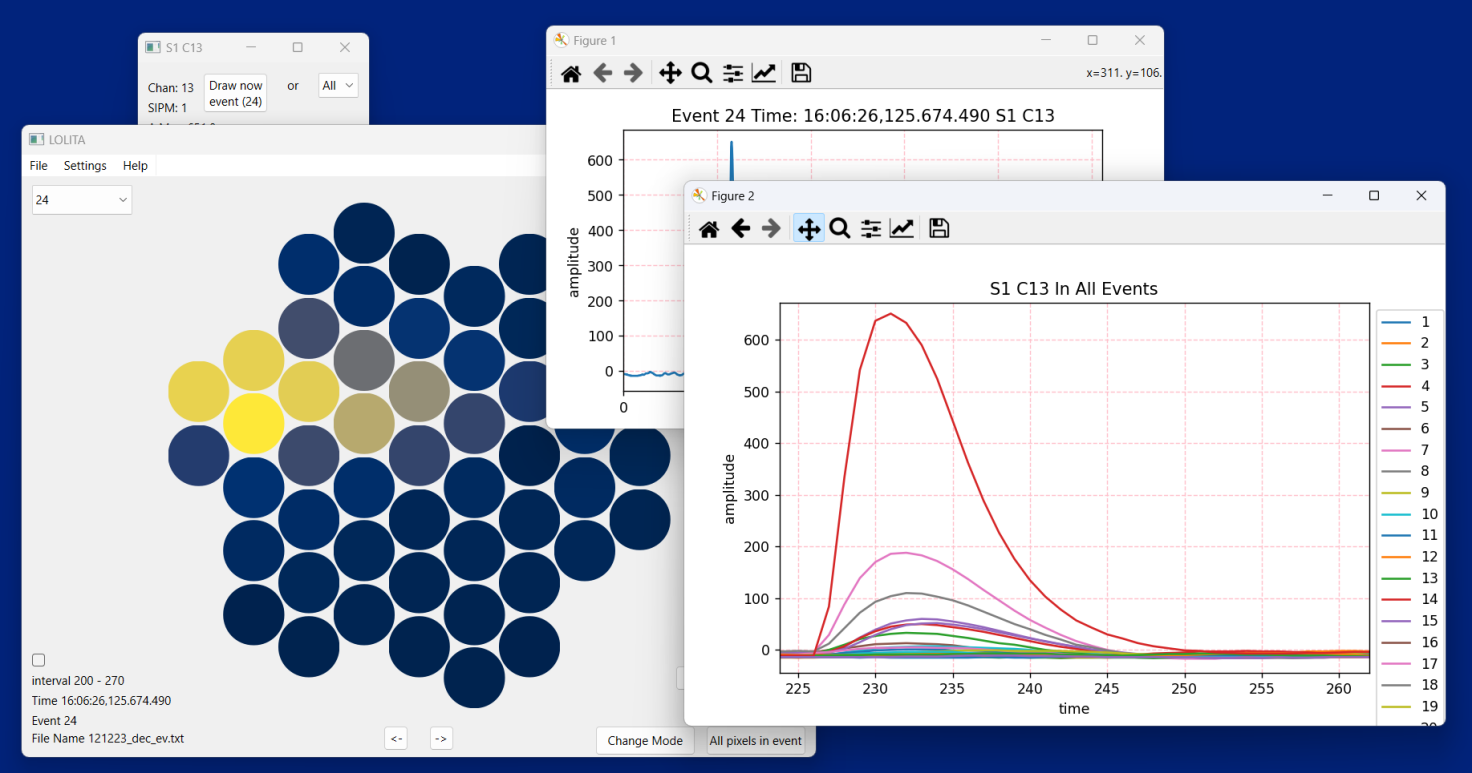 S1 C13
Chan: 13
SIPM: 1
Draw now
event (24)
or
All
LOLITA
File Settings Help
24
interval 200 - 270
Time 16:06:26,125.674.490
Event 24
File Name 121223_dec_ev.txt
<-
->
Change Mode
All pixels in event
Figure 1
x=311. y=106.
Event 24 Time: 16:06:26,125.674.490 S1 C13
amplitude
600
500
400
300
200
100
0
0
Figure 2
S1 C13 In All Events
amplitude
600
500
400
300
200
100
0
225 230 235 240 245 250 255 260
time
1
2
3
4
5
6
7
8
9
10
11
12
13
14
15
16
17
18
19